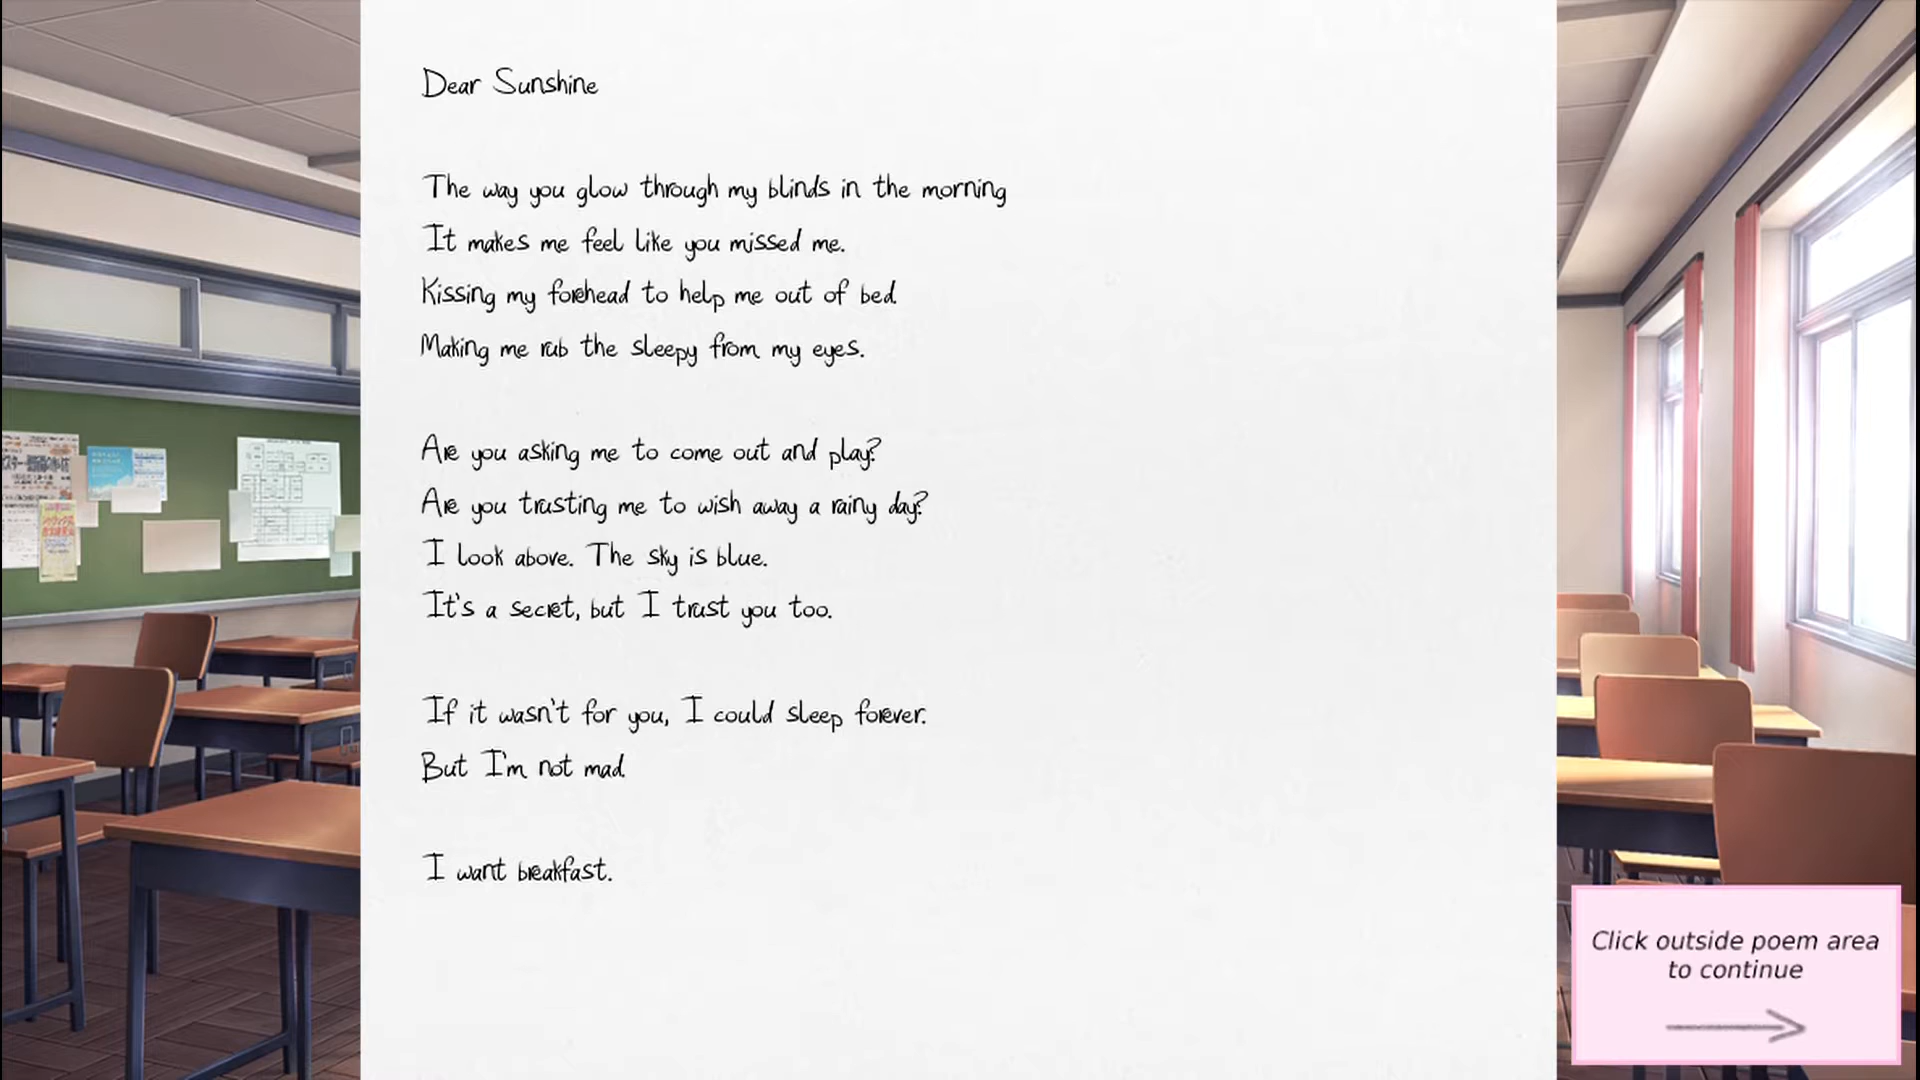 Dear Sunshine
The way you glow through my blinds in the morning
It makes me feel like you missed me.
Kissing my forehead to help me out of bed.
Making me rub the sleepy from my eyes.
Are you asking me to come out and play?
Are you trusting me to wish away a rainy day?
I look above. The sky is blue.
It's a secret, but I trust you too.
If it wasn't for you, I could sleep forever.
But I'm not mad.
I want breakfast.
Click outside poem area
to continue